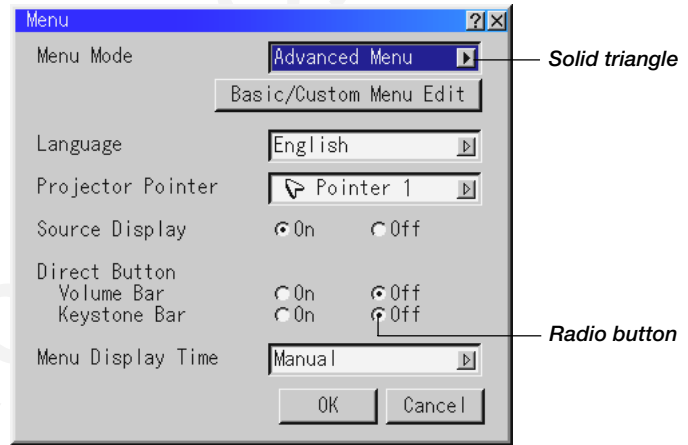 Menu ? ×
Menu Mode Advanced Menu Solid triangle
Basic/Custom Menu Edit
Language English
Projector Pointer Pointer 1
Source Display On Off
Direct Button
Volume Bar On Off
Keystone Bar On Off
Radio button
Menu Display Time Manual
OK Cancel